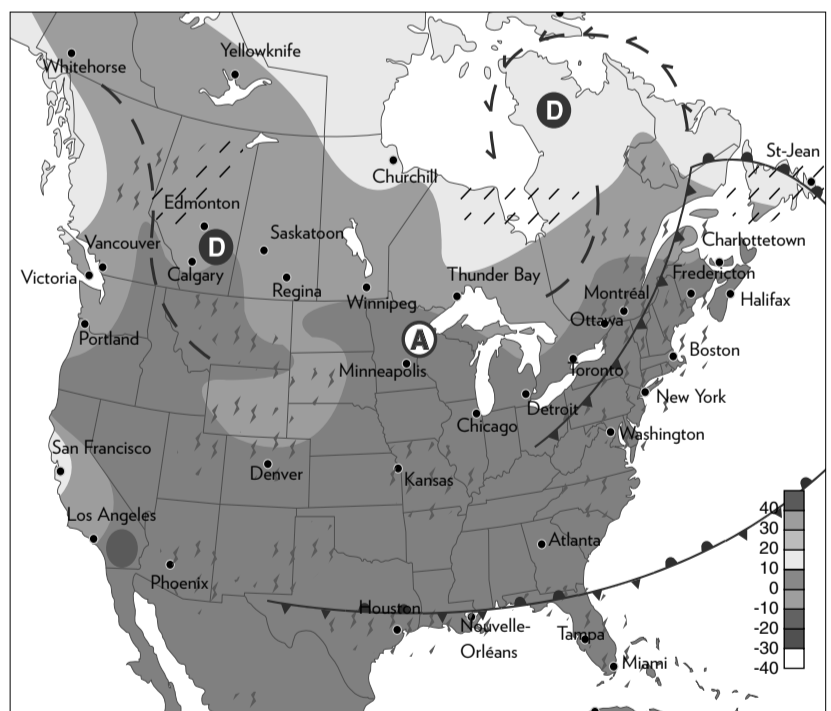 Whitehorse
Yellowknife
D
St-Jean
Churchill
Edmonton
D
Saskatoon
Vancouver
Charlottetown
Victoria
Calgary
Regina
Winnipeg
Thunder Bay
Fredericton
Montréal
Halifax
Ottawa
Portland
A
Minneapolis
Toronto
Boston
New York
Detroit
Chicago
Washington
San Francisco
Denver
Kansas
Los Angeles
Atlanta
Phoenix
Houston
Nouvelle-
Orléans
Tampa
Miami
40
30
20
10
0
-10
-20
-30
-40